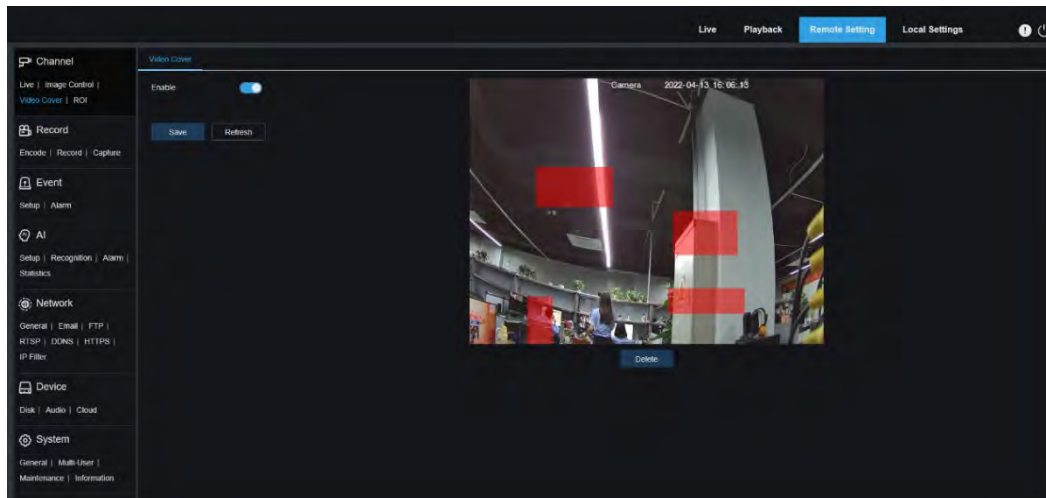 Live Playback Remote Setting Local Settings
Channel
Live | Image Control |
Video Cover | ROI
Record
Encode | Record | Capture
Event
Setup | Alarm
AI
Setup | Recognition | Alarm |
Statistics
Network
General | Email | FTP |
RTSP | DDNS | HTTPS |
IP Filter
Device
Disk | Audio | Cloud
System
General | Multi-User |
Maintenance | Information
Video Cover
Enable
Save Refresh
Camera 2022-04-13 16:06:13
Delete